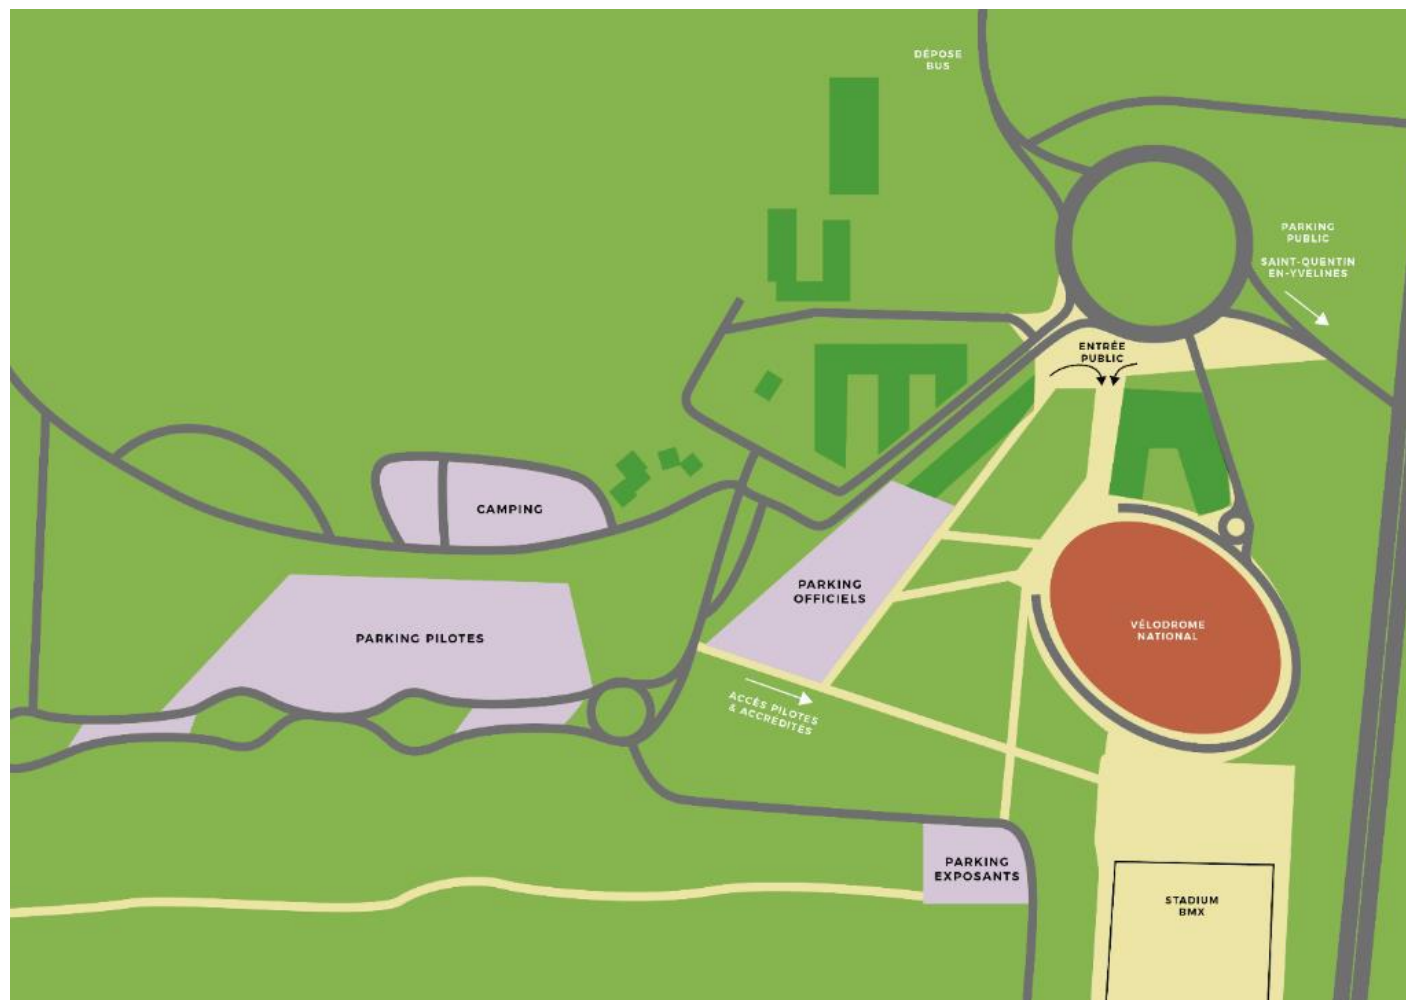 DÉPOSE
BUS
PARKING
PUBLIC
SAINT-QUENTIN
EN-YVELINES
ENTRÉE
PUBLIC
CAMPING
PARKING
OFFICIELS
PARKING PILOTES
VÉLODROME
NATIONAL
ACCÈS PILOTES
& ACCRÉDITÉS
PARKING
EXPOSANTS
STADIUM
BMX